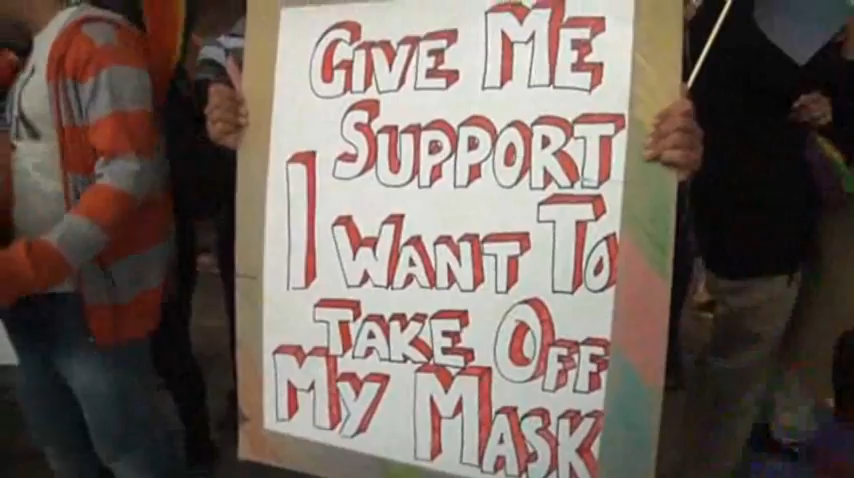 GIVE ME
SUPPORT
I WANT TO
TAKE OFF
MY MASK